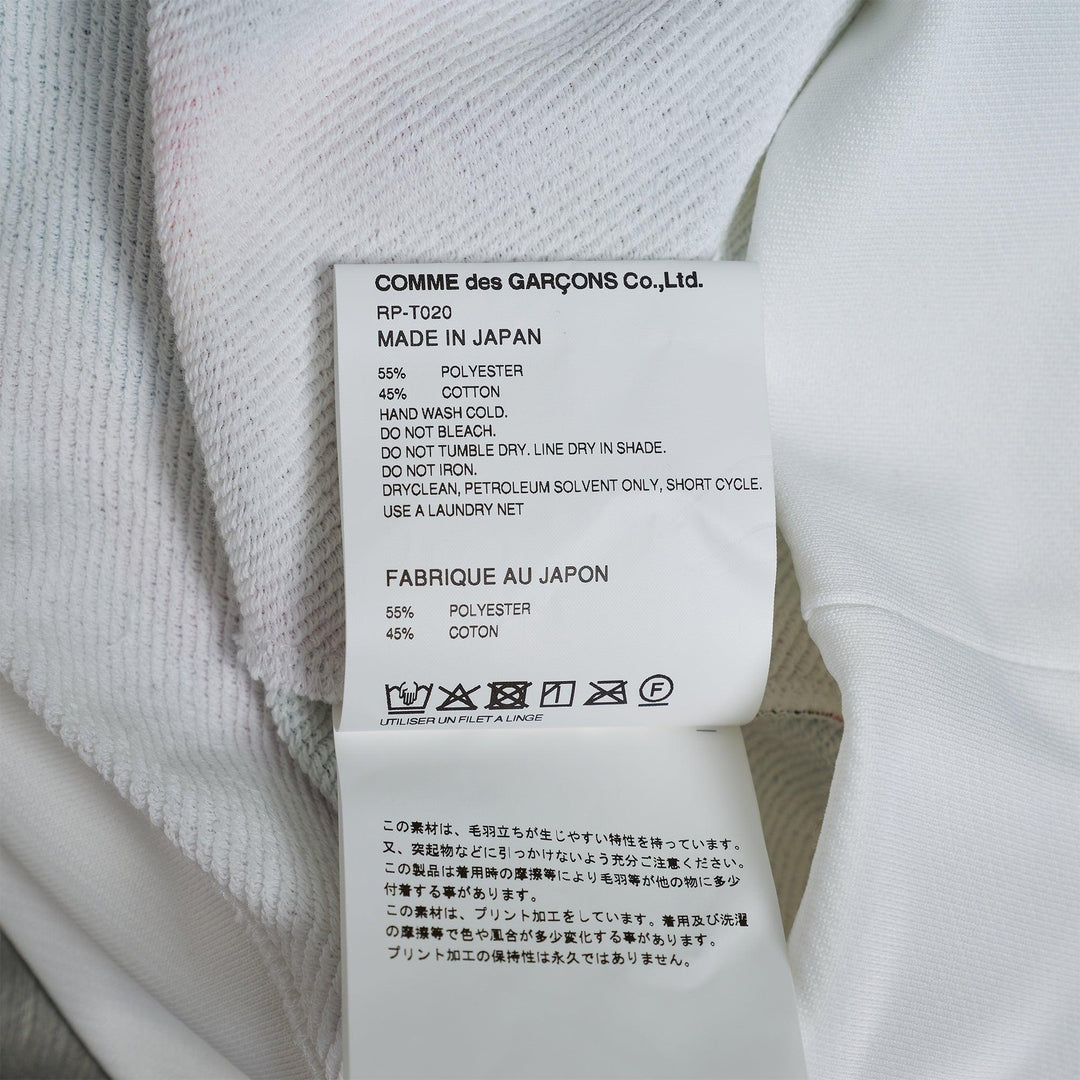 COMME des GARÇONS Co.,Ltd.
RP-T020
MADE IN JAPAN
55% POLYESTER
45% COTTON
HAND WASH COLD.
DO NOT BLEACH.
DO NOT TUMBLE DRY. LINE DRY IN SHADE.
DO NOT IRON.
DRYCLEAN, PETROLEUM SOLVENT ONLY, SHORT CYCLE.
USE A LAUNDRY NET
FABRIQUE AU JAPON
55% POLYESTER
45% COTON
F
UTILISER UN FILET A LINGE
この素材は、毛羽立ちが生じやすい特性を持っています。
又、突起物などに引っかけないよう充分ご注意ください。
この製品は着用時の摩擦等により毛羽等が他の物に多少
付着する事があります。
この素材は、プリント加工をしています。着用及び洗濯
の摩擦等で色や風合が多少変化する事があります。
プリント加工の保持性は永久ではありません。